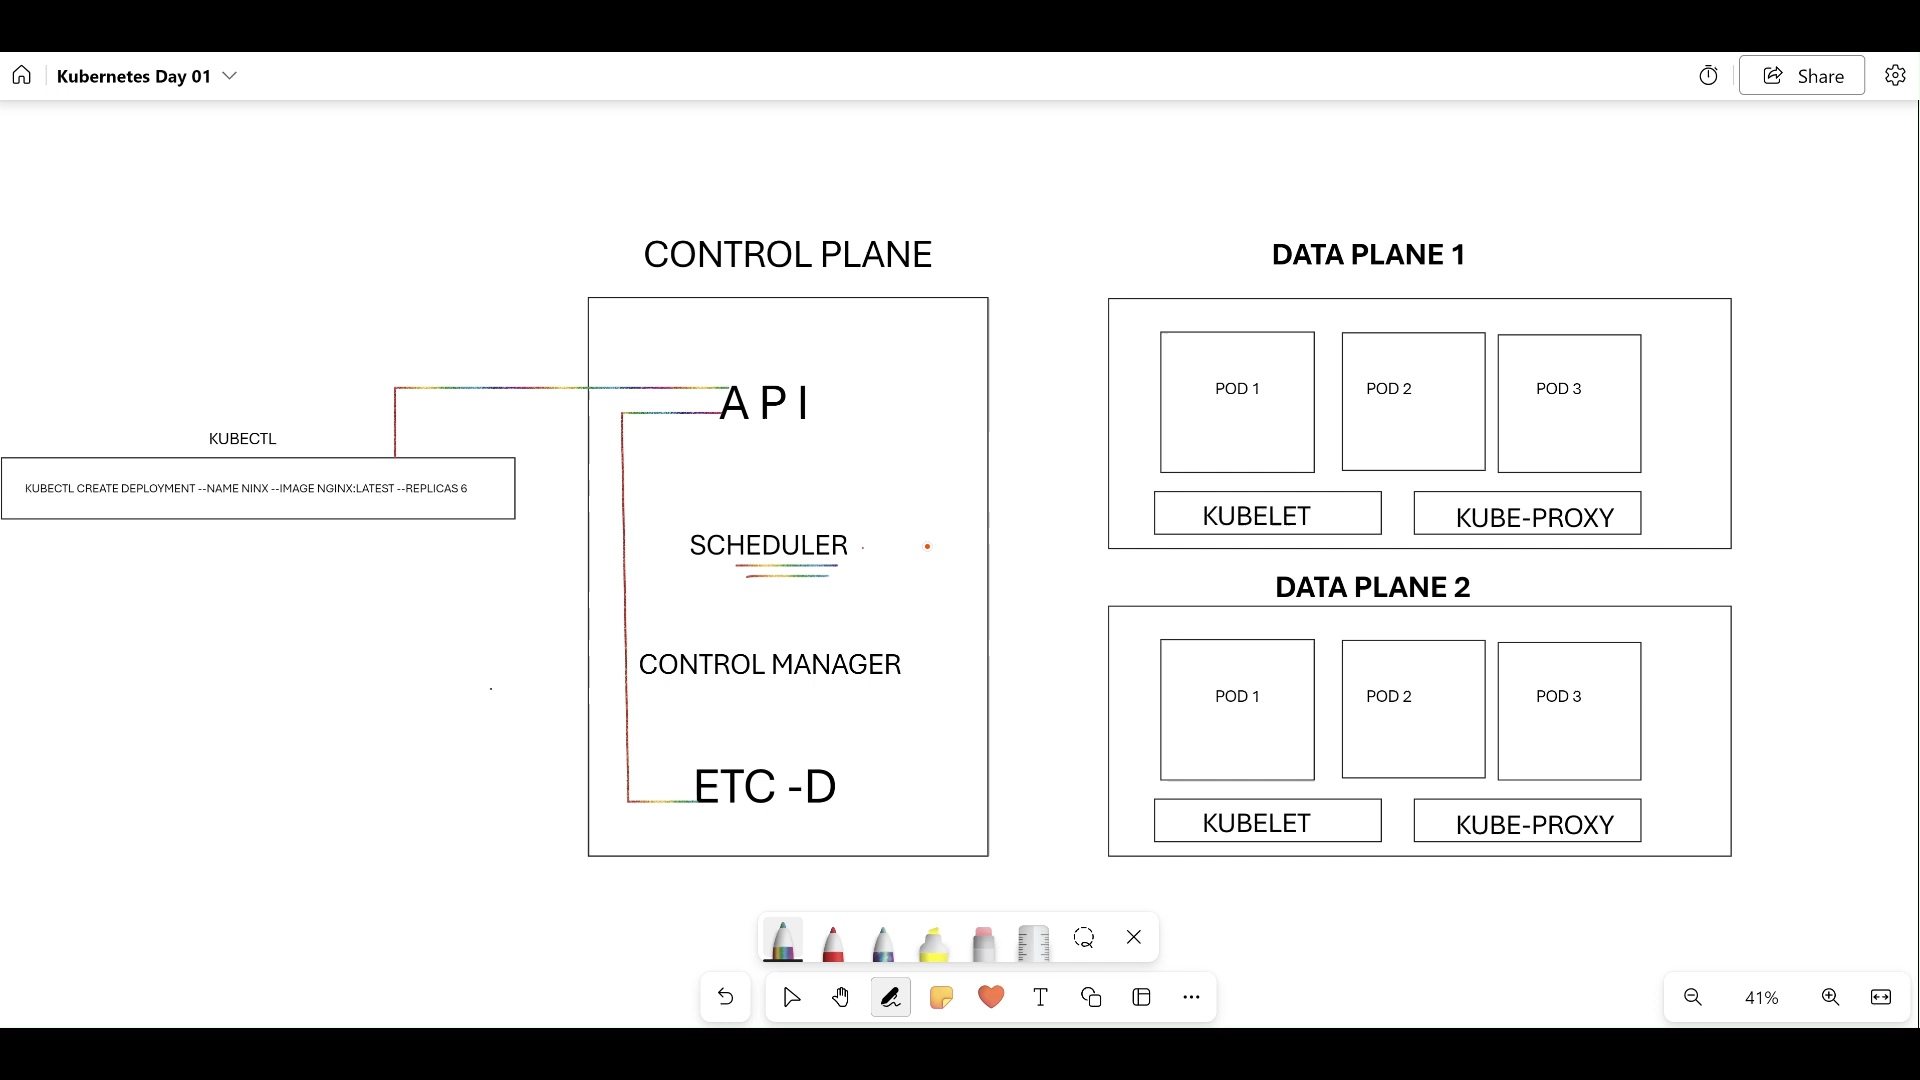 Kubernetes Day 01
Share
CONTROL PLANE
DATA PLANE 1
API
POD 1
POD 2
POD 3
KUBECTL
KUBECTL CREATE DEPLOYMENT --NAME NINX --IMAGE NGINX:LATEST --REPLICAS 6
KUBELET
KUBE-PROXY
SCHEDULER
DATA PLANE 2
CONTROL MANAGER
POD 1
POD 2
POD 3
ETC -D
KUBELET
KUBE-PROXY
41%